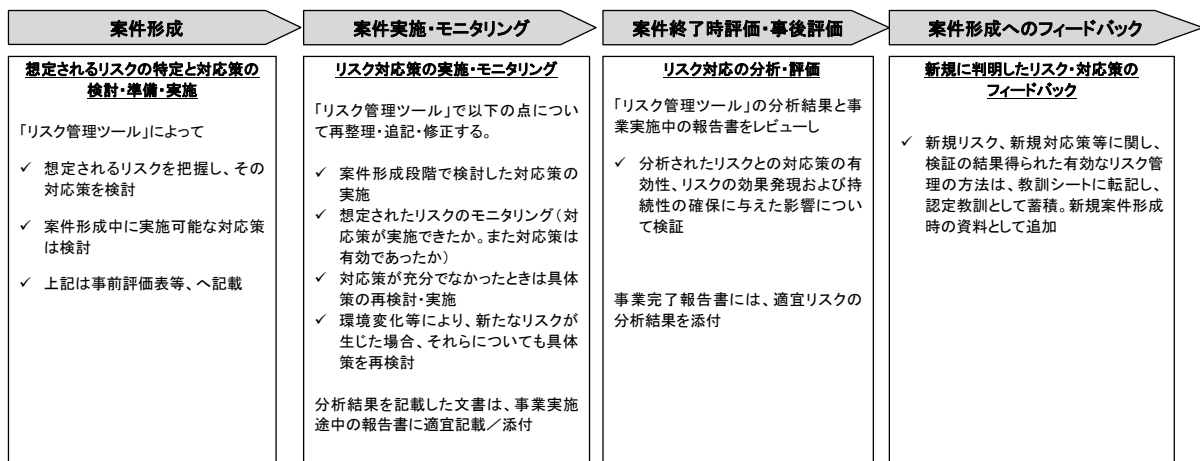 案件形成
案件実施・モニタリング
案件終了時評価・事後評価
案件形成へのフィードバック
想定されるリスクの特定と対応策の
検討・準備・実施
「リスク管理ツール」によって
✓ 想定されるリスクを把握し、その
対応策を検討
✓ 案件形成中に実施可能な対応策
は検討
✓ 上記は事前評価表等、へ記載
リスク対応策の実施・モニタリング
「リスク管理ツール」で以下の点につい
て再整理・追記・修正する。
✓ 案件形成段階で検討した対応策の
実施
✓ 想定されたリスクのモニタリング(対
応策が実施できたか。また対応策は
有効であったか)
✓ 対応策が充分でなかったときは具体
策の再検討・実施
✓ 環境変化等により、新たなリスクが
生じた場合、それらについても具体
策を再検討
分析結果を記載した文書は、事業実施
途中の報告書に適宜記載/添付
リスク対応の分析・評価
「リスク管理ツール」の分析結果と事
業実施中の報告書をレビューし
✓ 分析されたリスクとの対応策の有
効性、リスクの効果発現および持
続性の確保に与えた影響につい
て検証
事業完了報告書には、適宜リスクの
分析結果を添付
新規に判明したリスク・対応策の
フィードバック
✓ 新規リスク、新規対応策等に関し、
検証の結果得られた有効なリスク管
理の方法は、教訓シートに転記し、
認定教訓として蓄積。新規案件形成
時の資料として追加